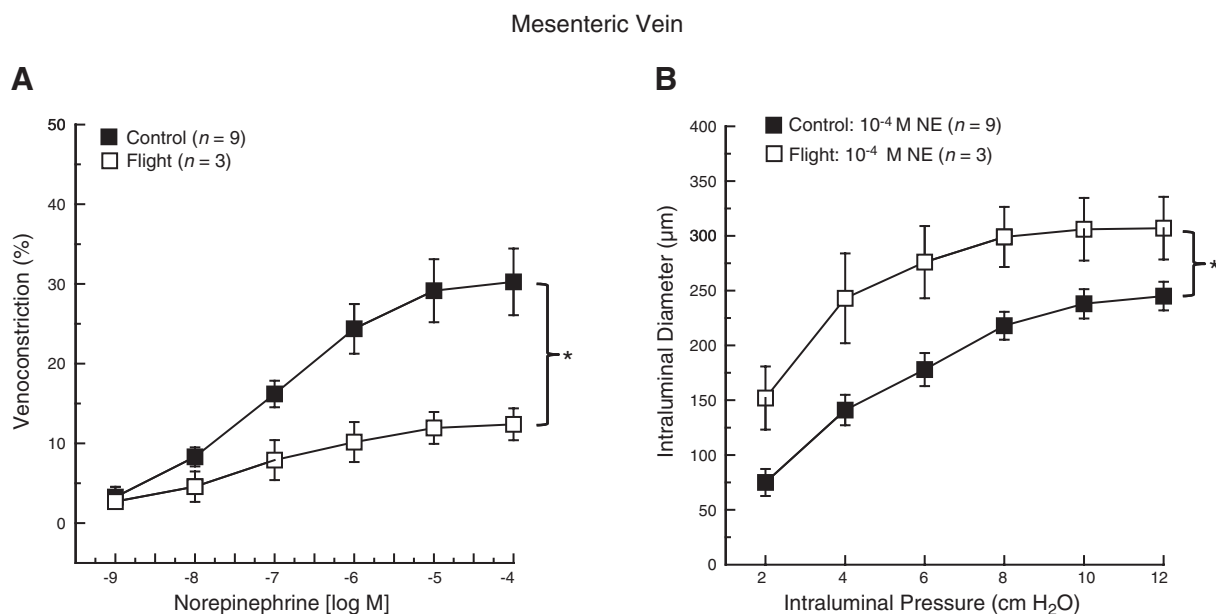 Mesenteric Vein
A
Control (n = 9)
Flight (n = 3)
Venoconstriction (%)
50
40
30
20
10
0
*
-9 -8 -7 -6 -5 -4
Norepinephrine [log M]
B
Control: 10⁻⁴ M NE (n = 9)
Flight: 10⁻⁴ M NE (n = 3)
Intraluminal Diameter (µm)
400
350
300
250
200
150
100
50
0
*
2 4 6 8 10 12
Intraluminal Pressure (cm H₂O)